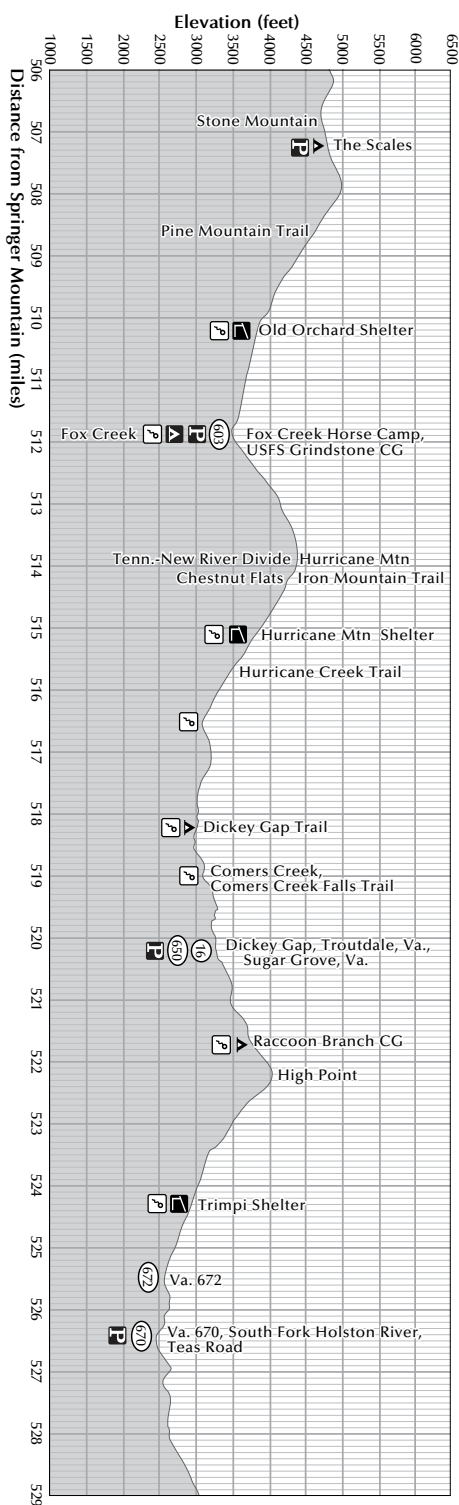 Elevation (feet)
1000 1500 2000 2500 3000 3500 4000 4500 5000 5500 6000 6500
Distance from Springer Mountain (miles)
506
Stone Mountain
507
P The Scales
508
Pine Mountain Trail
509
510
Old Orchard Shelter
511
Fox Creek P 603 Fox Creek Horse Camp,
USFS Grindstone CG
512
513
Tenn.-New River Divide Hurricane Mtn
514
Chestnut Flats Iron Mountain Trail
515
Hurricane Mtn Shelter
Hurricane Creek Trail
516
517
518
Dickey Gap Trail
519
Comers Creek,
Comers Creek Falls Trail
520
P 650 16 Dickey Gap, Troutdale, Va.,
Sugar Grove, Va.
521
Raccoon Branch CG
522
High Point
523
524
Trimpi Shelter
525
672 Va. 672
526
P 670 Va. 670, South Fork Holston River,
Teas Road
527
528
529